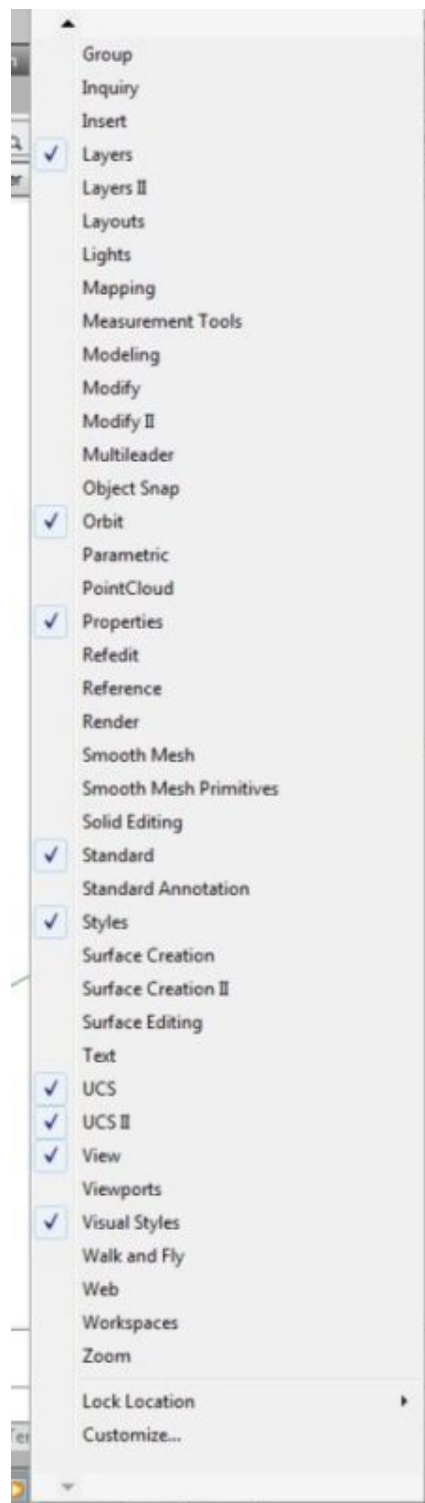 Group
Inquiry
Insert
Layers
Layers II
Layouts
Lights
Mapping
Measurement Tools
Modeling
Modify
Modify II
Multileader
Object Snap
Orbit
Parametric
PointCloud
Properties
Refedit
Reference
Render
Smooth Mesh
Smooth Mesh Primitives
Solid Editing
Standard
Standard Annotation
Styles
Surface Creation
Surface Creation II
Surface Editing
Text
UCS
UCS II
View
Viewports
Visual Styles
Walk and Fly
Web
Workspaces
Zoom
Lock Location
Customize...